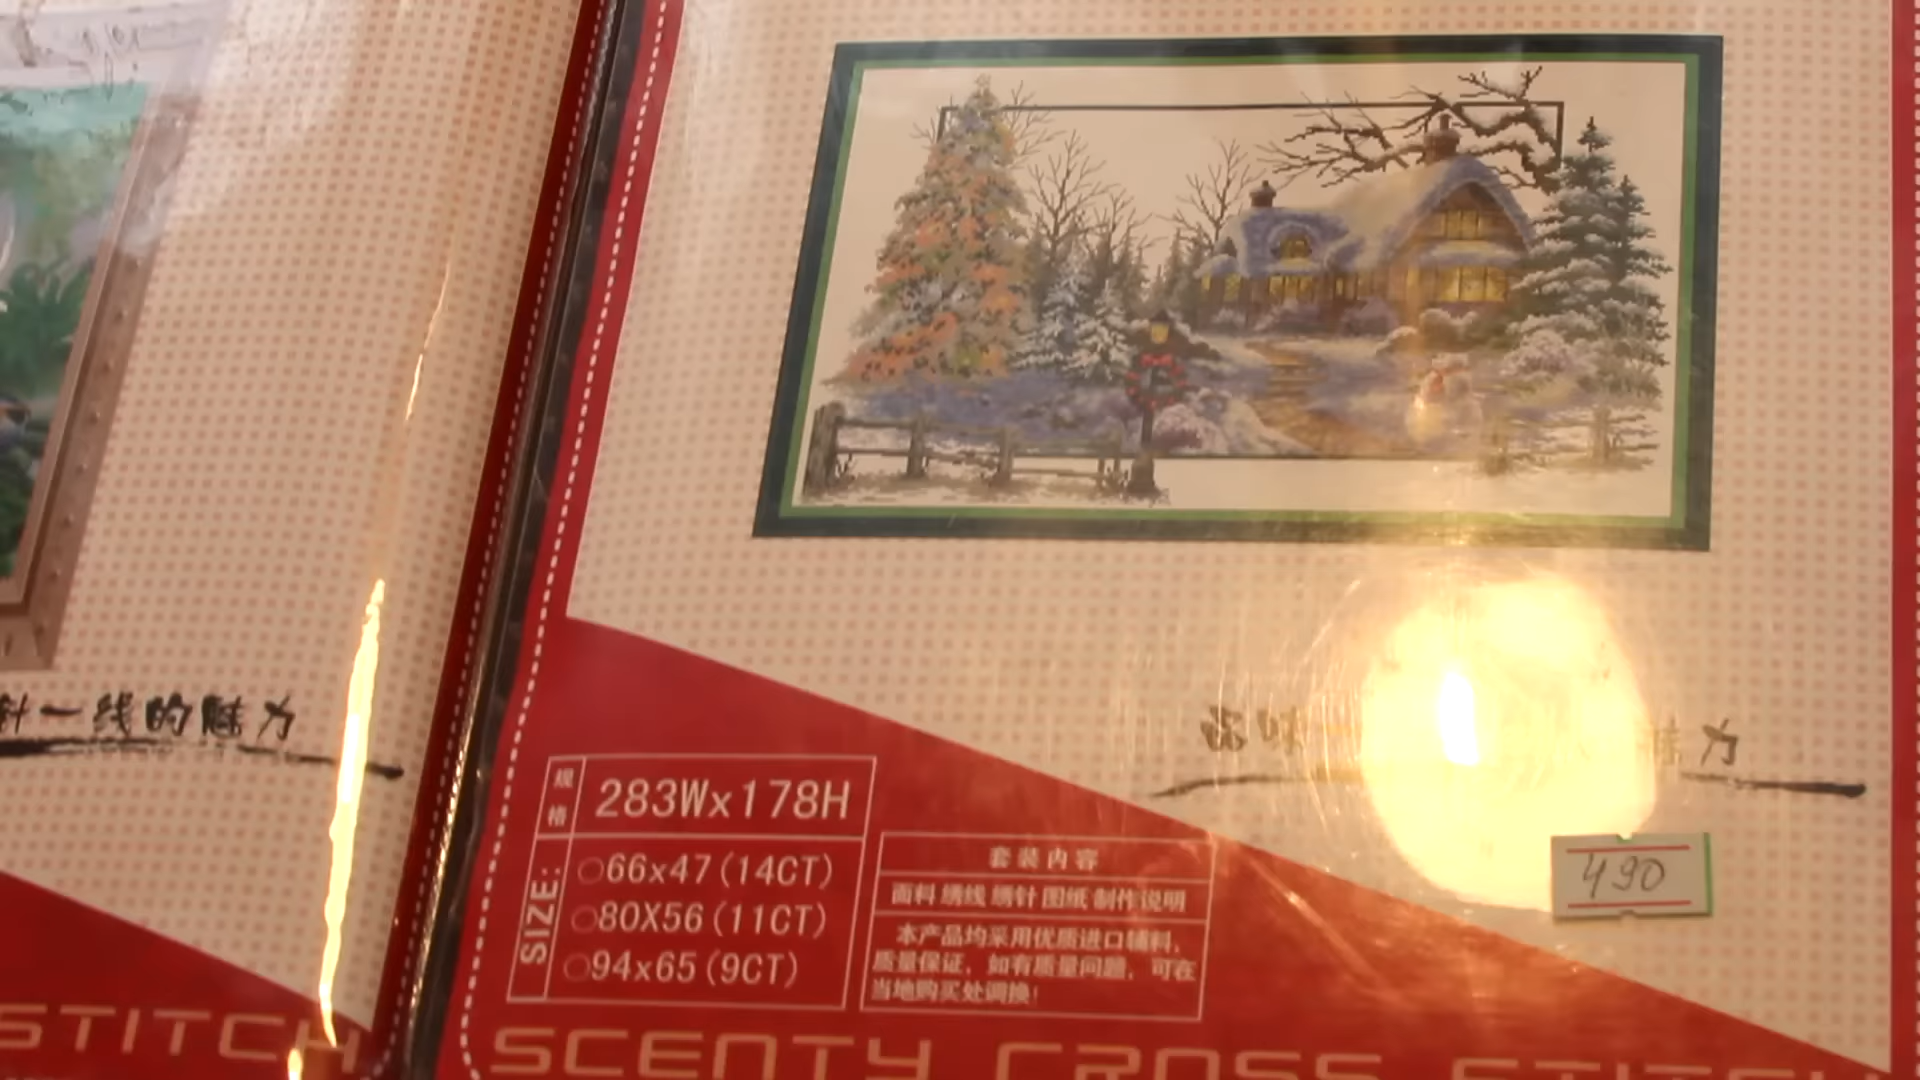 针一线的魅力
STITCH
品味
魅力
490
规格
283Wx178H
SIZE:
66x47(14CT)
80X56(11CT)
94x65(9CT)
套装内容
面料 绣线 绣针 图纸 制作说明
本产品均采用优质进口辅料,
质量保证,如有质量问题,可在
当地购买处调换!
SCENTY CROSS STITCH